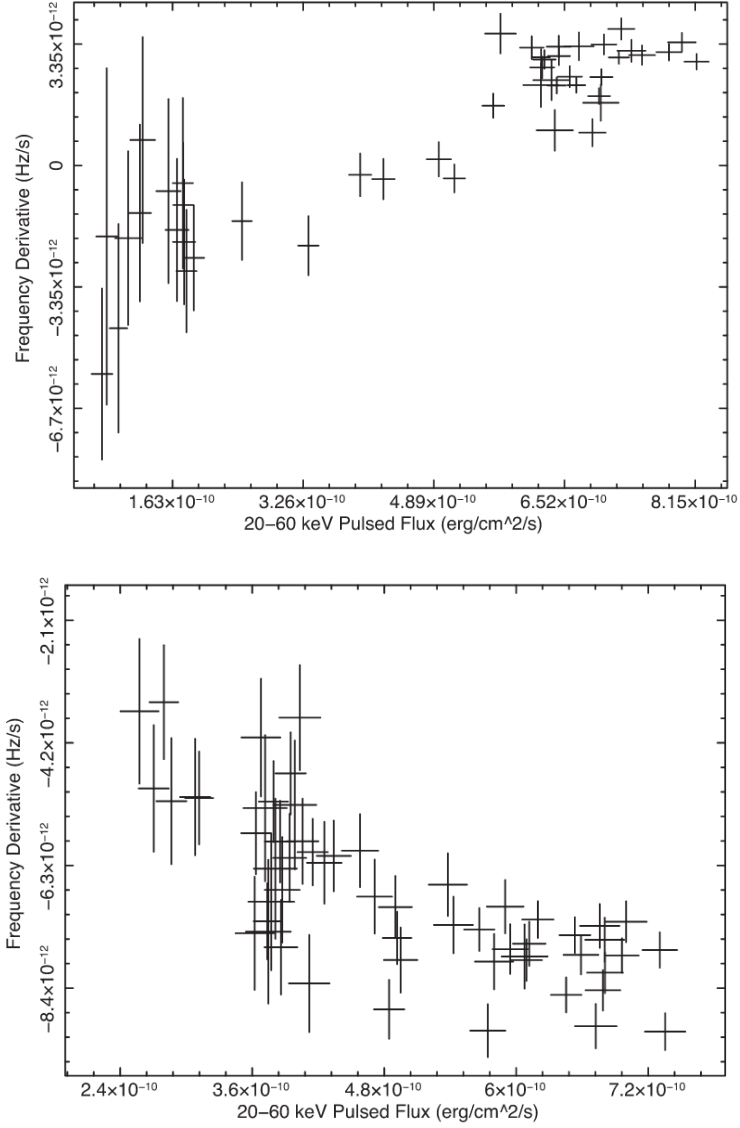 3.35×10⁻¹²
0
−3.35×10⁻¹²
−6.7×10⁻¹²
Frequency Derivative (Hz/s)
1.63×10⁻¹⁰ 3.26×10⁻¹⁰ 4.89×10⁻¹⁰ 6.52×10⁻¹⁰ 8.15×10⁻¹⁰
20−60 keV Pulsed Flux (erg/cm^2/s)
−2.1×10⁻¹²
−4.2×10⁻¹²
−6.3×10⁻¹²
−8.4×10⁻¹²
Frequency Derivative (Hz/s)
2.4×10⁻¹⁰ 3.6×10⁻¹⁰ 4.8×10⁻¹⁰ 6×10⁻¹⁰ 7.2×10⁻¹⁰
20−60 keV Pulsed Flux (erg/cm^2/s)